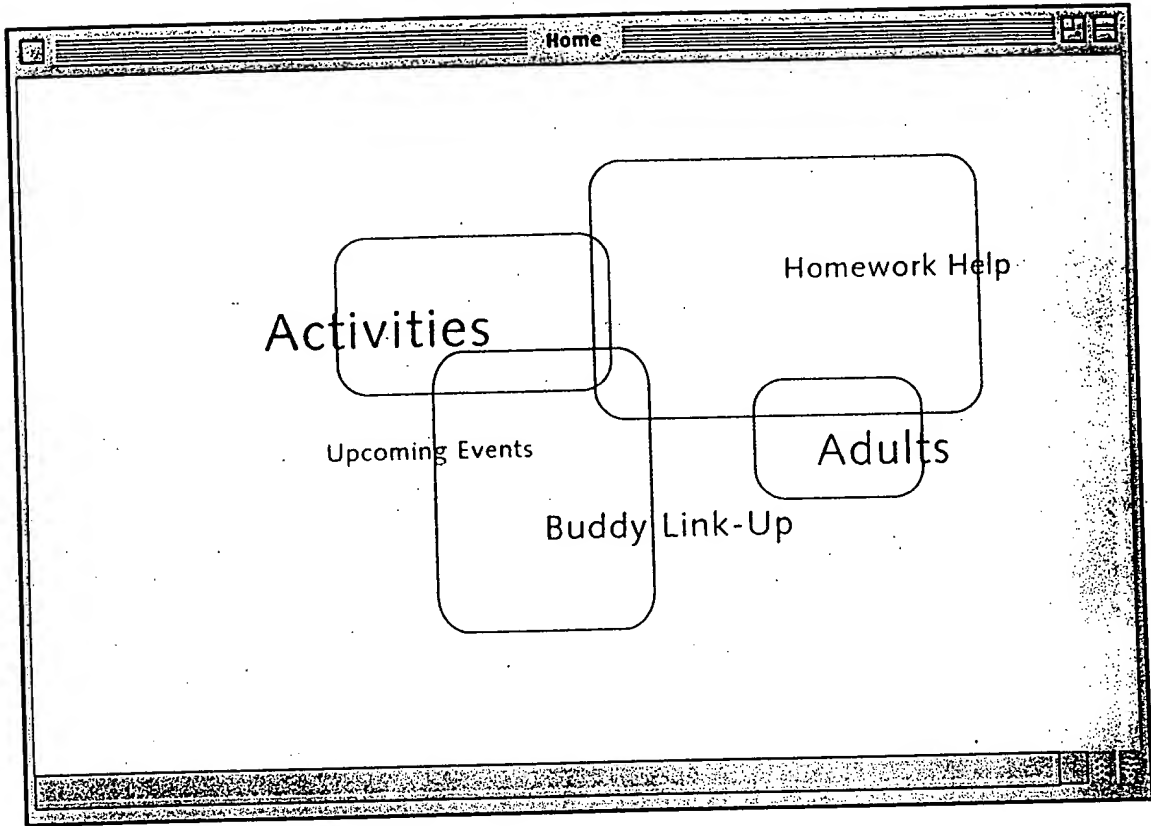 Home
Homework Help
Activities
Upcoming Events
Adults
Buddy Link-Up